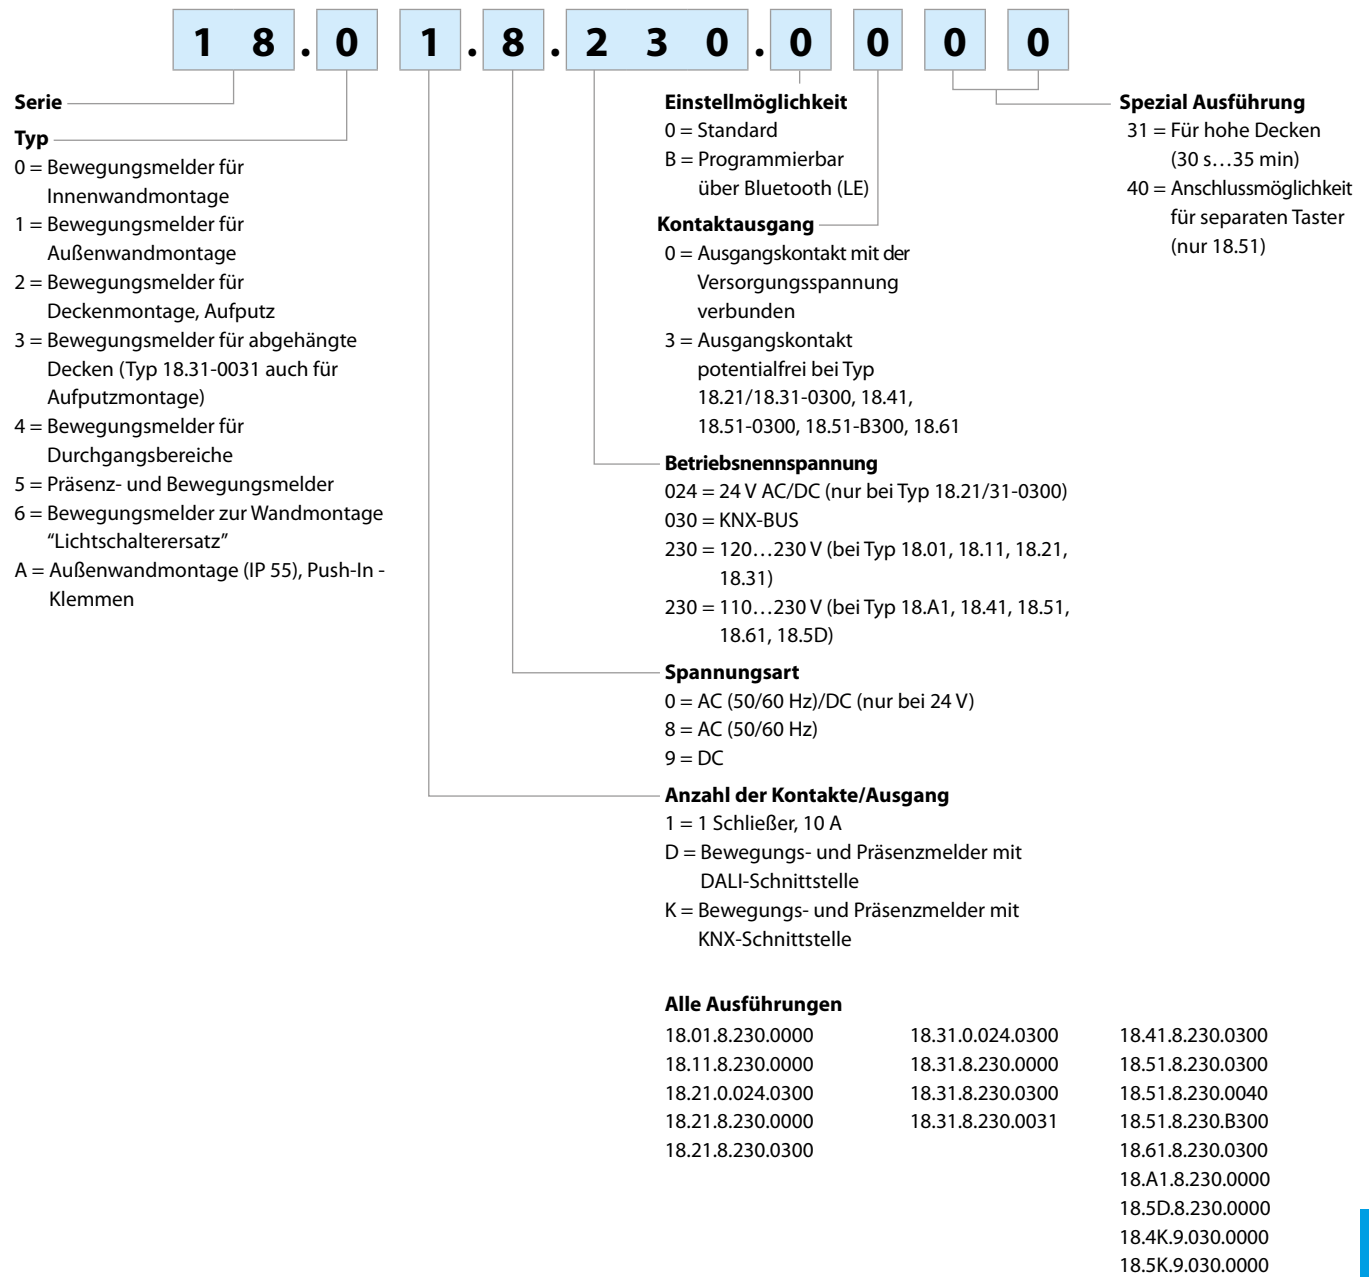 18.01.8.230.0000
Serie
Typ
0 = Bewegungsmelder für
Innenwandmontage
1 = Bewegungsmelder für
Außenwandmontage
2 = Bewegungsmelder für
Deckenmontage, Aufputz
3 = Bewegungsmelder für abgehängte
Decken (Typ 18.31-0031 auch für
Aufputzmontage)
4 = Bewegungsmelder für
Durchgangsbereiche
5 = Präsenz- und Bewegungsmelder
6 = Bewegungsmelder zur Wandmontage
“Lichtschalterersatz”
A = Außenwandmontage (IP 55), Push-In -
Klemmen
Einstellmöglichkeit
0 = Standard
B = Programmierbar
über Bluetooth (LE)
Kontaktausgang
0 = Ausgangskontakt mit der
Versorgungsspannung
verbunden
3 = Ausgangskontakt
potentialfrei bei Typ
18.21/18.31-0300, 18.41,
18.51-0300, 18.51-B300, 18.61
Betriebsnennspannung
024 = 24 V AC/DC (nur bei Typ 18.21/31-0300)
030 = KNX-BUS
230 = 120…230 V (bei Typ 18.01, 18.11, 18.21,
18.31)
230 = 110…230 V (bei Typ 18.A1, 18.41, 18.51,
18.61, 18.5D)
Spannungsart
0 = AC (50/60 Hz)/DC (nur bei 24 V)
8 = AC (50/60 Hz)
9 = DC
Anzahl der Kontakte/Ausgang
1 = 1 Schließer, 10 A
D = Bewegungs- und Präsenzmelder mit
DALI-Schnittstelle
K = Bewegungs- und Präsenzmelder mit
KNX-Schnittstelle
Spezial Ausführung
31 = Für hohe Decken
(30 s…35 min)
40 = Anschlussmöglichkeit
für separaten Taster
(nur 18.51)
Alle Ausführungen
18.01.8.230.0000
18.11.8.230.0000
18.21.0.024.0300
18.21.8.230.0000
18.21.8.230.0300
18.31.0.024.0300
18.31.8.230.0000
18.31.8.230.0300
18.31.8.230.0031
18.41.8.230.0300
18.51.8.230.0300
18.51.8.230.0040
18.51.8.230.B300
18.61.8.230.0300
18.A1.8.230.0000
18.5D.8.230.0000
18.4K.9.030.0000
18.5K.9.030.0000